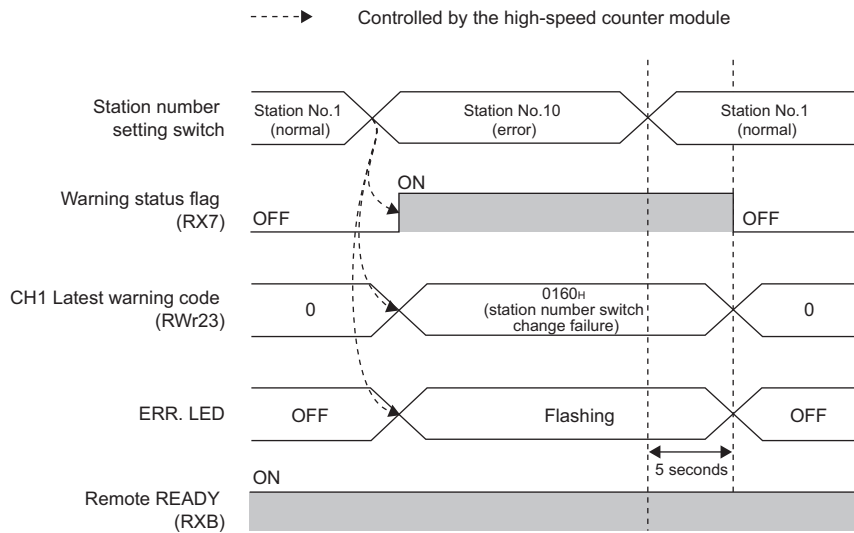 Controlled by the high-speed counter module
Station number
setting switch
Station No.1
(normal)
Station No.10
(error)
Station No.1
(normal)
Warning status flag
(RX7)
OFF
ON
OFF
CH1 Latest warning code
(RWr23)
0
0160H
(station number switch
change failure)
0
ERR. LED
OFF
Flashing
OFF
5 seconds
Remote READY
(RXB)
ON